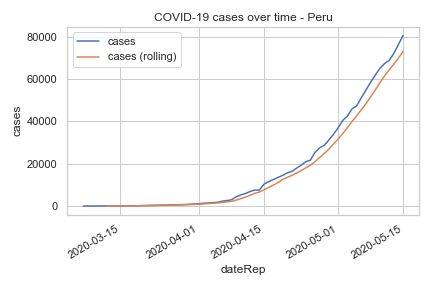 COVID-19 cases over time - Peru
cases
cases (rolling)
80000
60000
40000
20000
0
cases
2020-03-15
2020-04-01
2020-04-15
2020-05-01
2020-05-15
dateRep